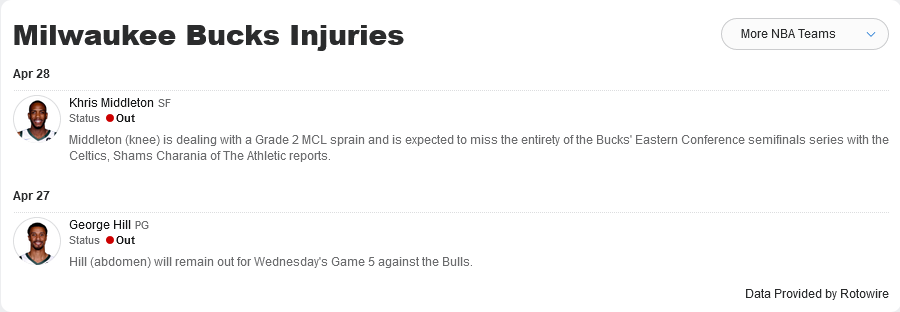 Milwaukee Bucks Injuries
More NBA Teams
Apr 28
Khris Middleton SF
Status Out
Middleton (knee) is dealing with a Grade 2 MCL sprain and is expected to miss the entirety of the Bucks' Eastern Conference semifinals series with the
Celtics, Shams Charania of The Athletic reports.
Apr 27
George Hill PG
Status Out
Hill (abdomen) will remain out for Wednesday's Game 5 against the Bulls.
Data Provided by Rotowire